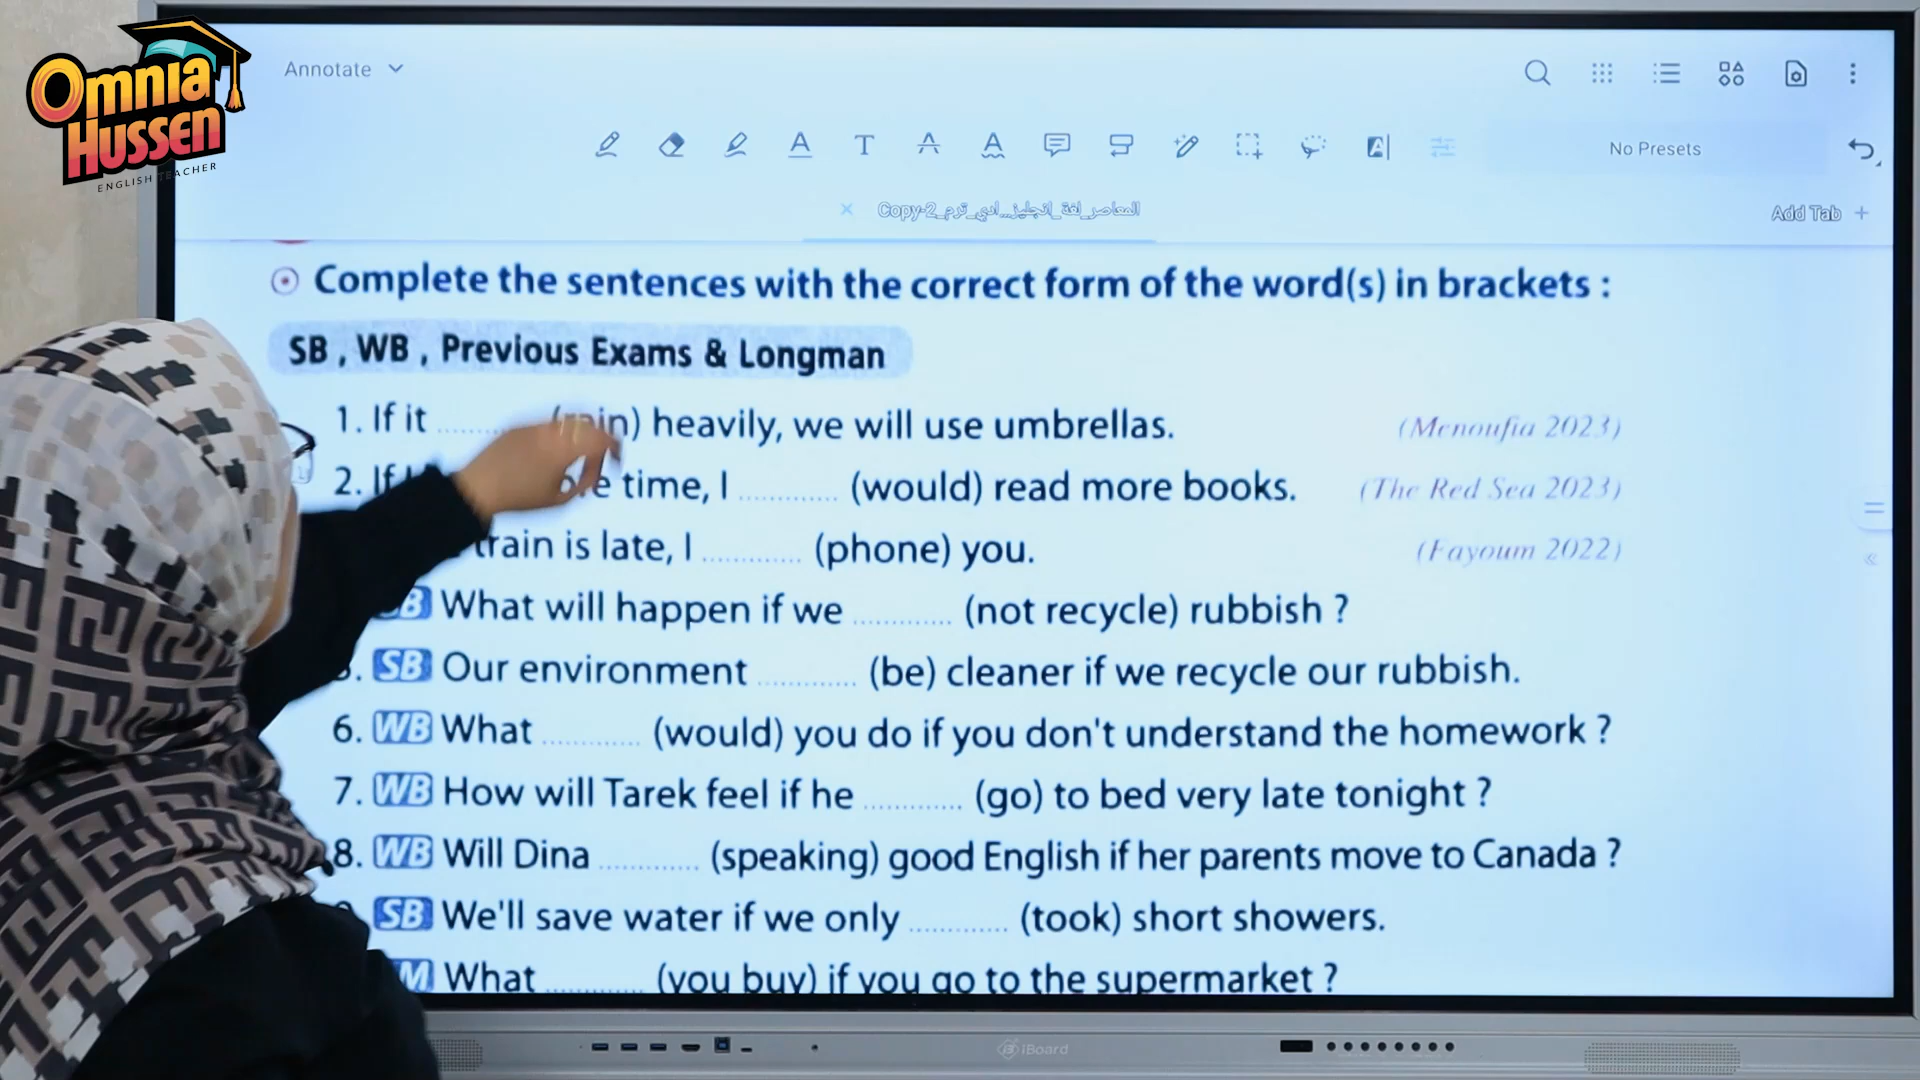 Omnia
Hussen
ENGLISH TEACHER
Annotate
No Presets
المعاصر_لغة_إنجليز...ادي_ترم_2-Copy
Add Tab
Complete the sentences with the correct form of the word(s) in brackets :
SB , WB , Previous Exams & Longman
1. If it ............ (rain) heavily, we will use umbrellas. (Menoufia 2023)
2. If time, I ............ (would) read more books. (The Red Sea 2023)
train is late, I ............ (phone) you. (Fayoum 2022)
What will happen if we ............ (not recycle) rubbish ?
SB Our environment ............ (be) cleaner if we recycle our rubbish.
6. WB What ............ (would) you do if you don't understand the homework ?
7. WB How will Tarek feel if he ............ (go) to bed very late tonight ?
8. WB Will Dina ............ (speaking) good English if her parents move to Canada ?
SB We'll save water if we only ............ (took) short showers.
What ............ (you buy) if you go to the supermarket ?
iBoard